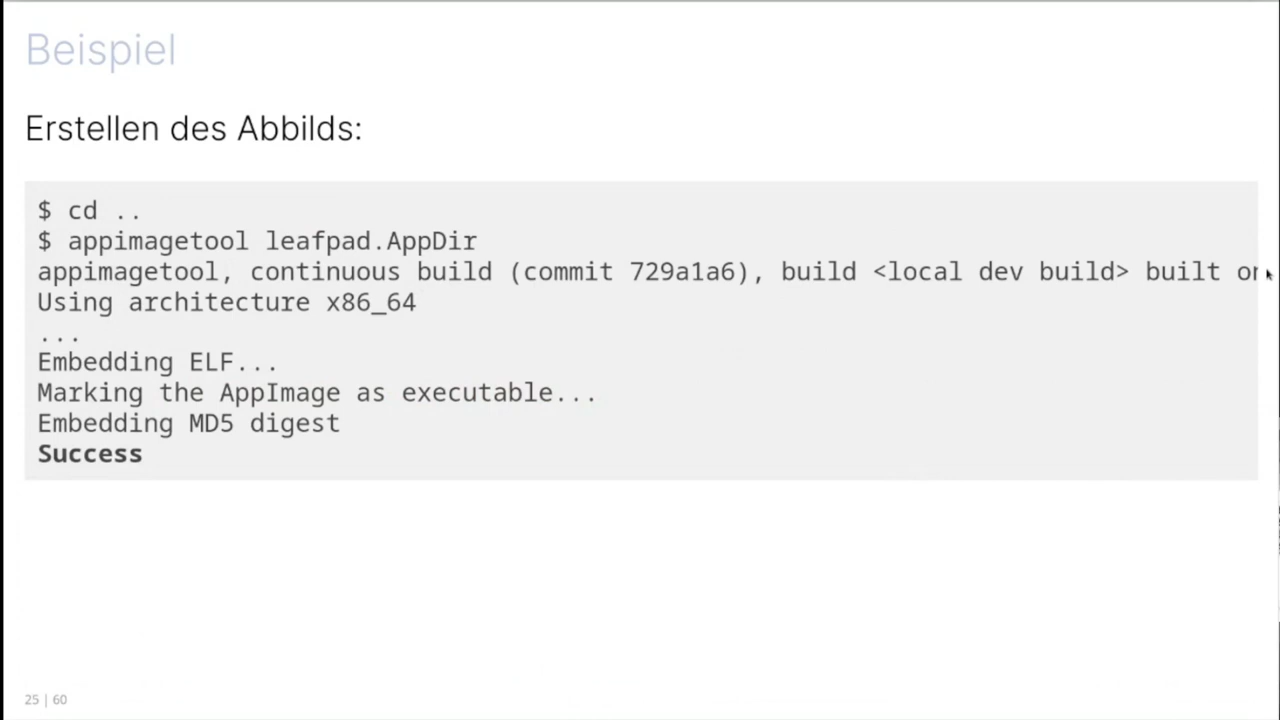 Beispiel
Erstellen des Abbilds:
$ cd ..
$ appimagetool leafpad.AppDir
appimagetool, continuous build (commit 729a1a6), build <local dev build> built on
Using architecture x86_64
...
Embedding ELF...
Marking the AppImage as executable...
Embedding MD5 digest
Success
25 | 60